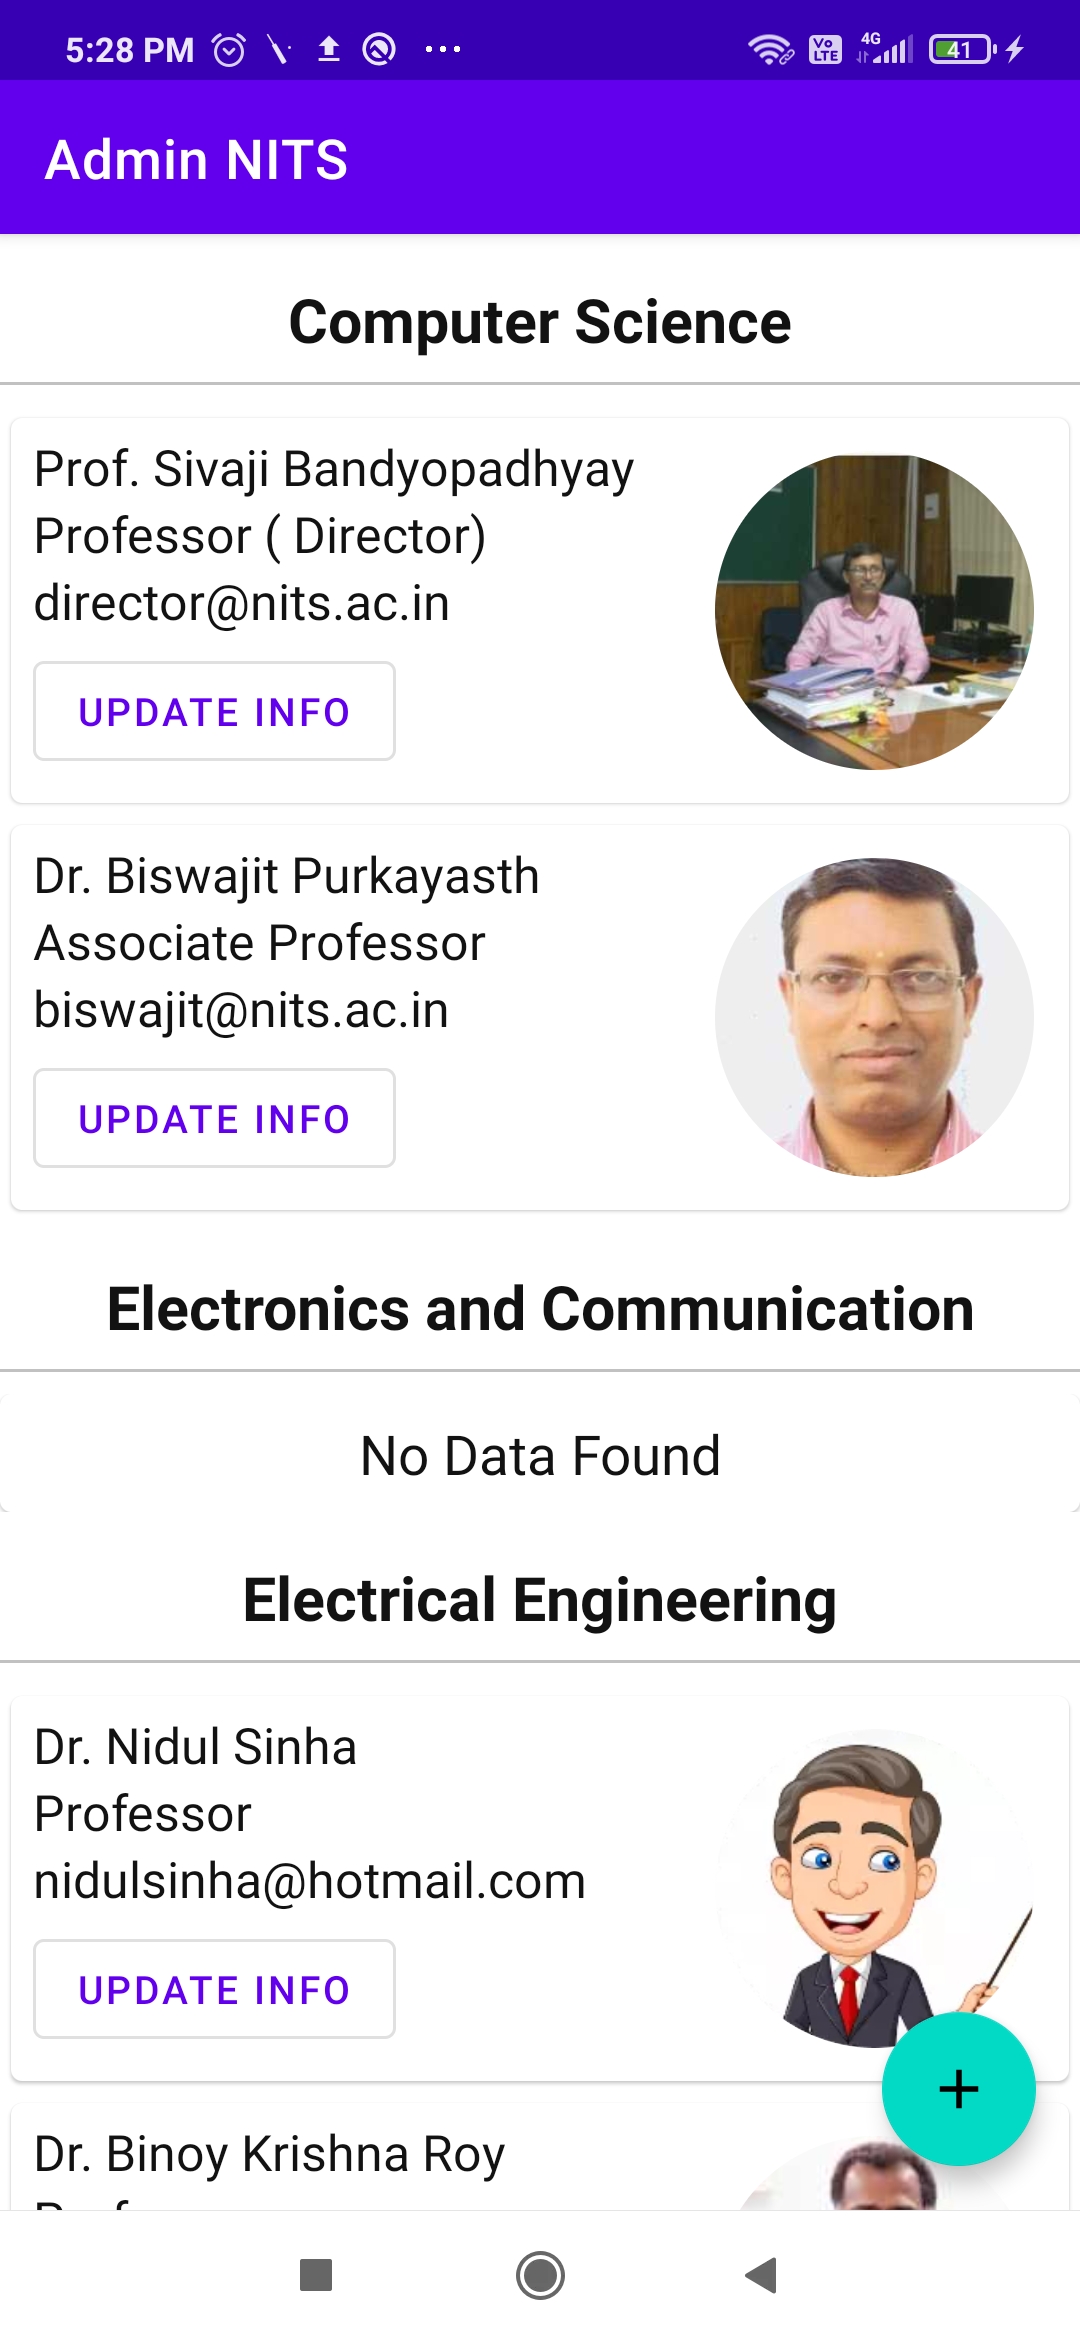 5:28 PM
Vo LTE 4G 41
Admin NITS
Computer Science
Prof. Sivaji Bandyopadhyay
Professor ( Director)
director@nits.ac.in
UPDATE INFO
Dr. Biswajit Purkayasth
Associate Professor
biswajit@nits.ac.in
UPDATE INFO
Electronics and Communication
No Data Found
Electrical Engineering
Dr. Nidul Sinha
Professor
nidulsinha@hotmail.com
UPDATE INFO
Dr. Binoy Krishna Roy